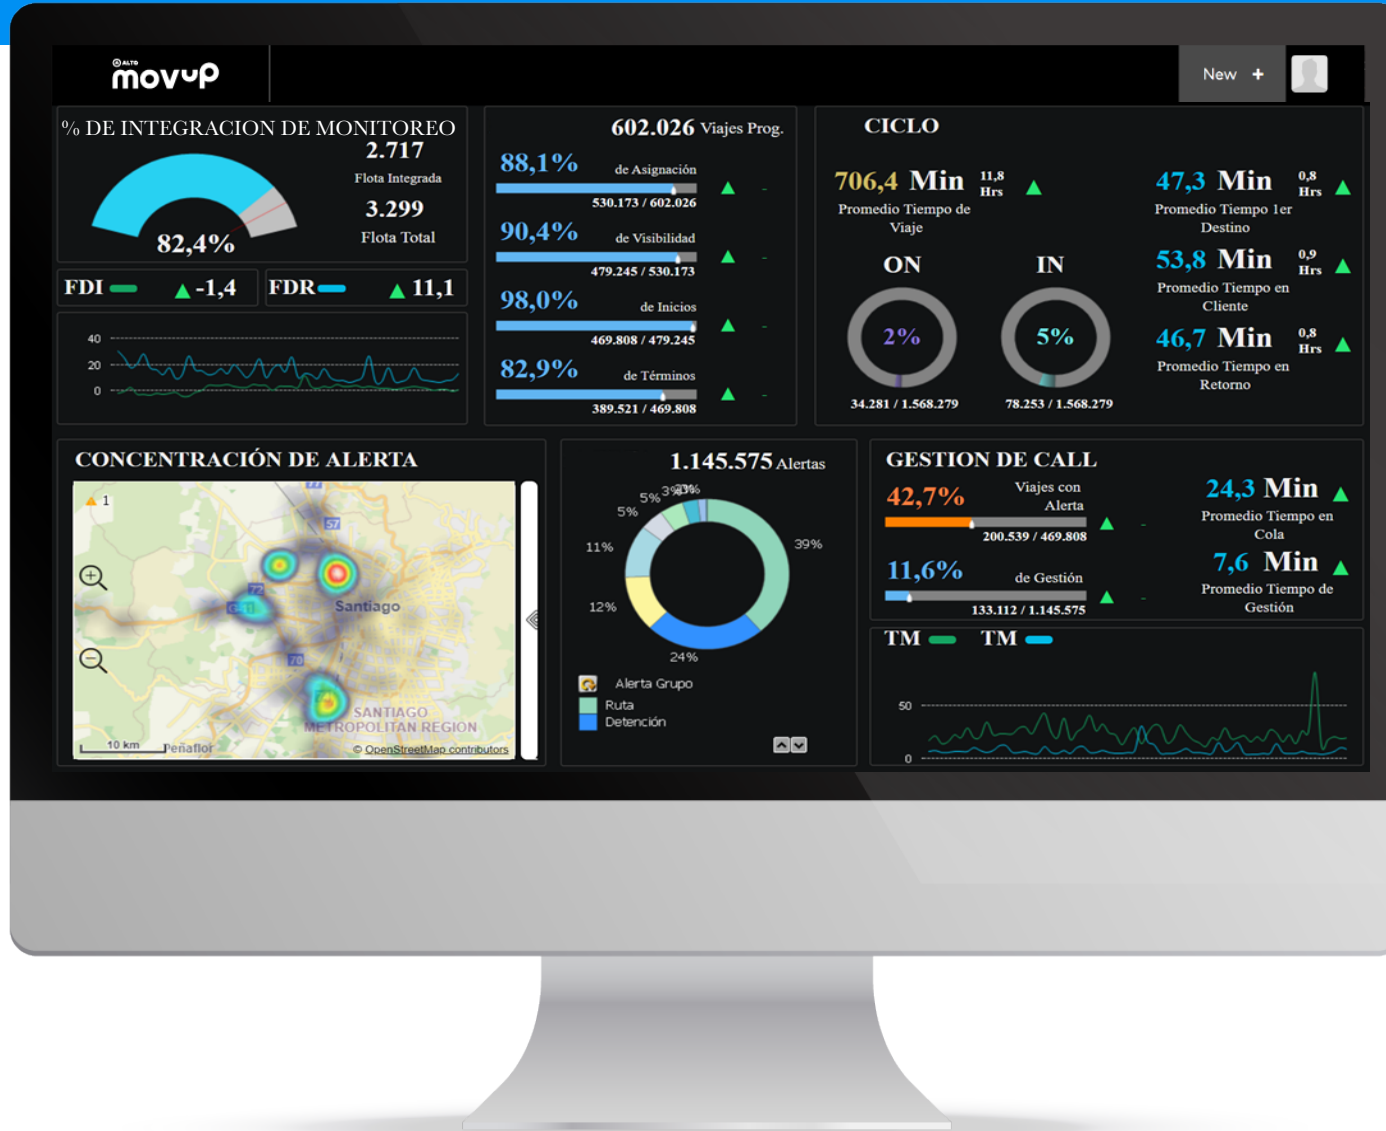 ALTO
movup
New +
% DE INTEGRACION DE MONITOREO
2.717
Flota Integrada
3.299
Flota Total
82,4%
FDI
-1,4
FDR
11,1
40
20
0
602.026 Viajes Prog.
88,1% de Asignación
530.173 / 602.026
90,4% de Visibilidad
479.245 / 530.173
98,0% de Inicios
469.808 / 479.245
82,9% de Términos
389.521 / 469.808
CICLO
706,4 Min 11,8 Hrs
Promedio Tiempo de
Viaje
ON
2%
34.281 / 1.568.279
IN
5%
78.253 / 1.568.279
47,3 Min 0,8 Hrs
Promedio Tiempo 1er
Destino
53,8 Min 0,9 Hrs
Promedio Tiempo en
Cliente
46,7 Min 0,8 Hrs
Promedio Tiempo en
Retorno
CONCENTRACIÓN DE ALERTA
1
77
57
72
Santiago
70
SANTIAGO
METROPOLITAN REGION
10 km
Peñaflor
© OpenStreetMap contributors
1.145.575 Alertas
5%
3%
5%
11%
39%
12%
24%
Alerta Grupo
Ruta
Detención
GESTION DE CALL
42,7% Viajes con
Alerta
200.539 / 469.808
11,6% de Gestión
133.112 / 1.145.575
24,3 Min
Promedio Tiempo en
Cola
7,6 Min
Promedio Tiempo de
Gestión
TM
TM
50
0